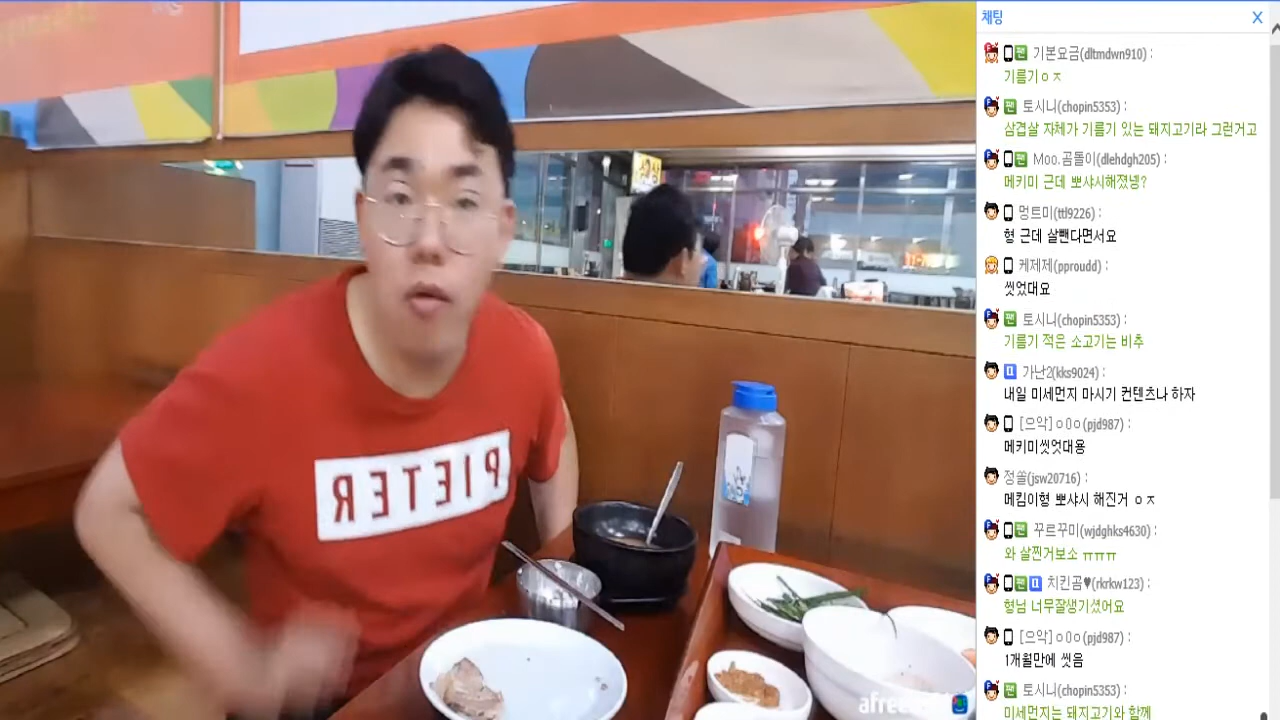 채팅
기본요금(dltmdwn910) :
기름기ㅇㅈ
토시니(chopin5353) :
삼겹살 자체가 기름기 있는 돼지고기라 그런거고
Moo.곰돌이(dlehdgh205) :
메키미 근데 뽀샤시해졌넹?
멍트미(ttl9226) :
형 근데 살뺀다면서요
케제제(pproudd) :
씻었대요
토시니(chopin5353) :
기름기 적은 소고기는 비추
가난2(kks9024) :
내일 미세먼지 마시기 컨텐츠나 하자
[으악]ㅇ0ㅇ(pjd987) :
메키미씻엇대용
정쏠(jsw20716) :
메킴이형 뽀샤시 해진거 ㅇㅈ
꾸르꾸미(wjdghks4630) :
와 살찐거보소 ㅠㅠㅠ
치킨곰♥(rkrkw123) :
형님 너무잘생기셨어요
[으악]ㅇ0ㅇ(pjd987) :
1개월만에 씻음
토시니(chopin5353) :
미세먼지는 돼지고기와 함께
PIETER